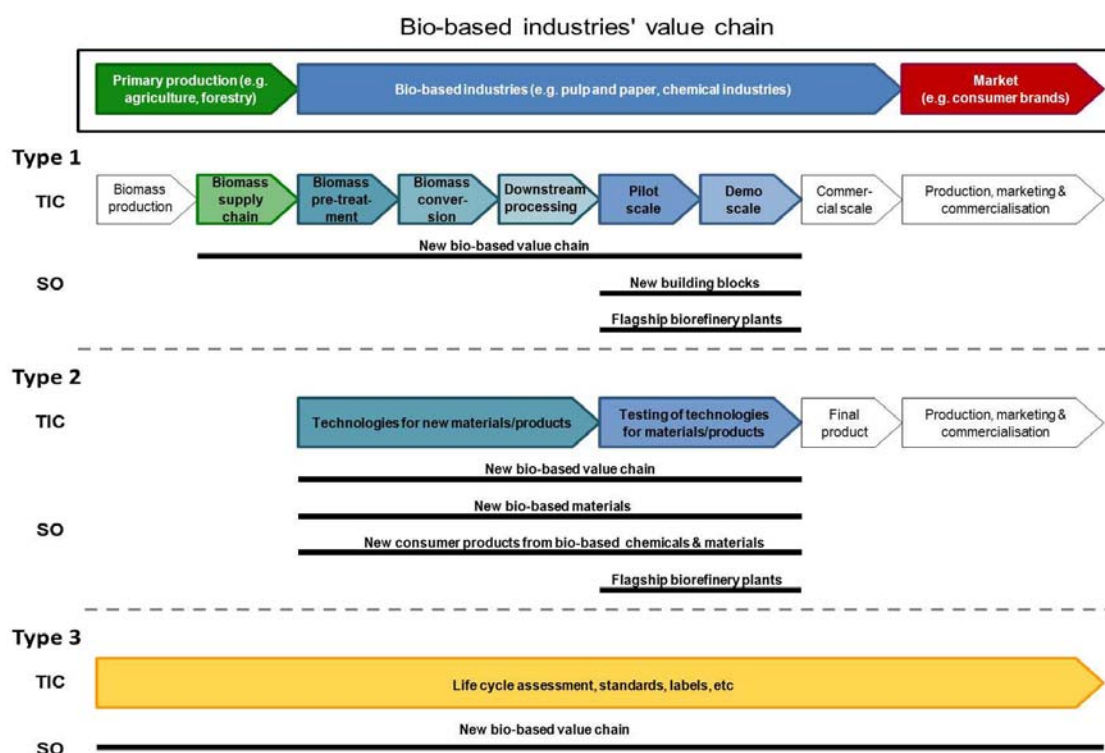 Bio-based industries' value chain
Primary production (e.g.
agriculture, forestry)
Bio-based industries (e.g. pulp and paper, chemical industries)
Market
(e.g. consumer brands)
Type 1
TIC
Biomass
production
Biomass
supply
chain
Biomass
pre-treat-
ment
Biomass
conver-
sion
Downstream
processing
Pilot
scale
Demo
scale
Commer-
cial scale
Production, marketing &
commercialisation
New bio-based value chain
SO
New building blocks
Flagship biorefinery plants
Type 2
TIC
Technologies for new materials/products
Testing of technologies
for materials/products
Final
product
Production, marketing &
commercialisation
New bio-based value chain
New bio-based materials
SO
New consumer products from bio-based chemicals & materials
Flagship biorefinery plants
Type 3
TIC
Life cycle assessment, standards, labels, etc
New bio-based value chain
SO